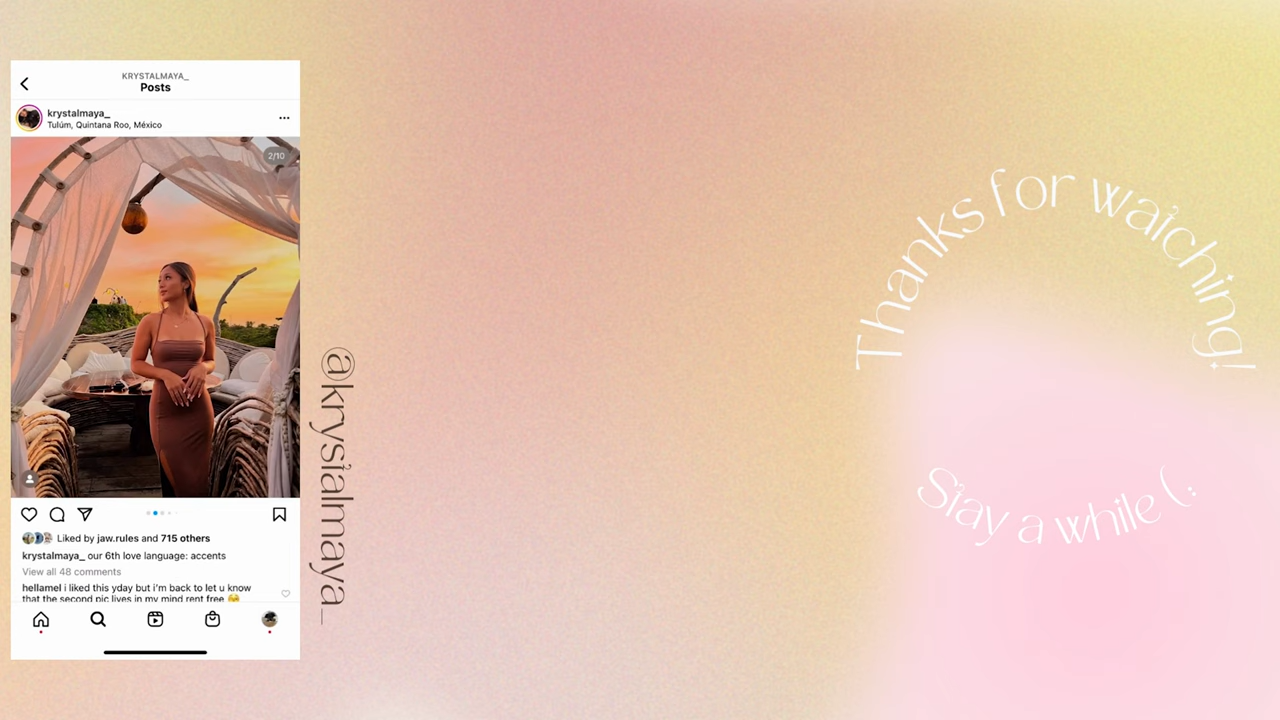 KRYSTALMAYA_
Posts
krystalmaya_
Tulúm, Quintana Roo, México
2/10
Liked by jaw.rules and 715 others
krystalmaya_ our 6th love language: accents
View all 48 comments
hellamel i liked this yday but i'm back to let u know
that the second pic lives in my mind rent free 🥹
@krystalmaya_
Thanks for watching!
Stay a while (: